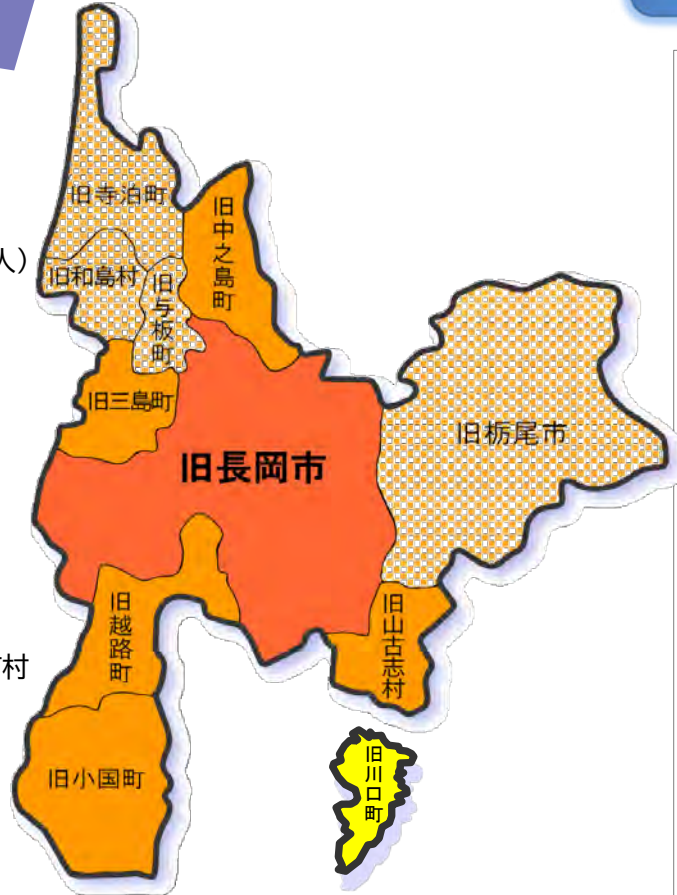 旧寺泊町
旧中之島町
人）
旧和島村
旧与板町
旧三島町
旧栃尾市
旧長岡市
旧越路町
旧山古志村
村
旧小国町
旧川口町